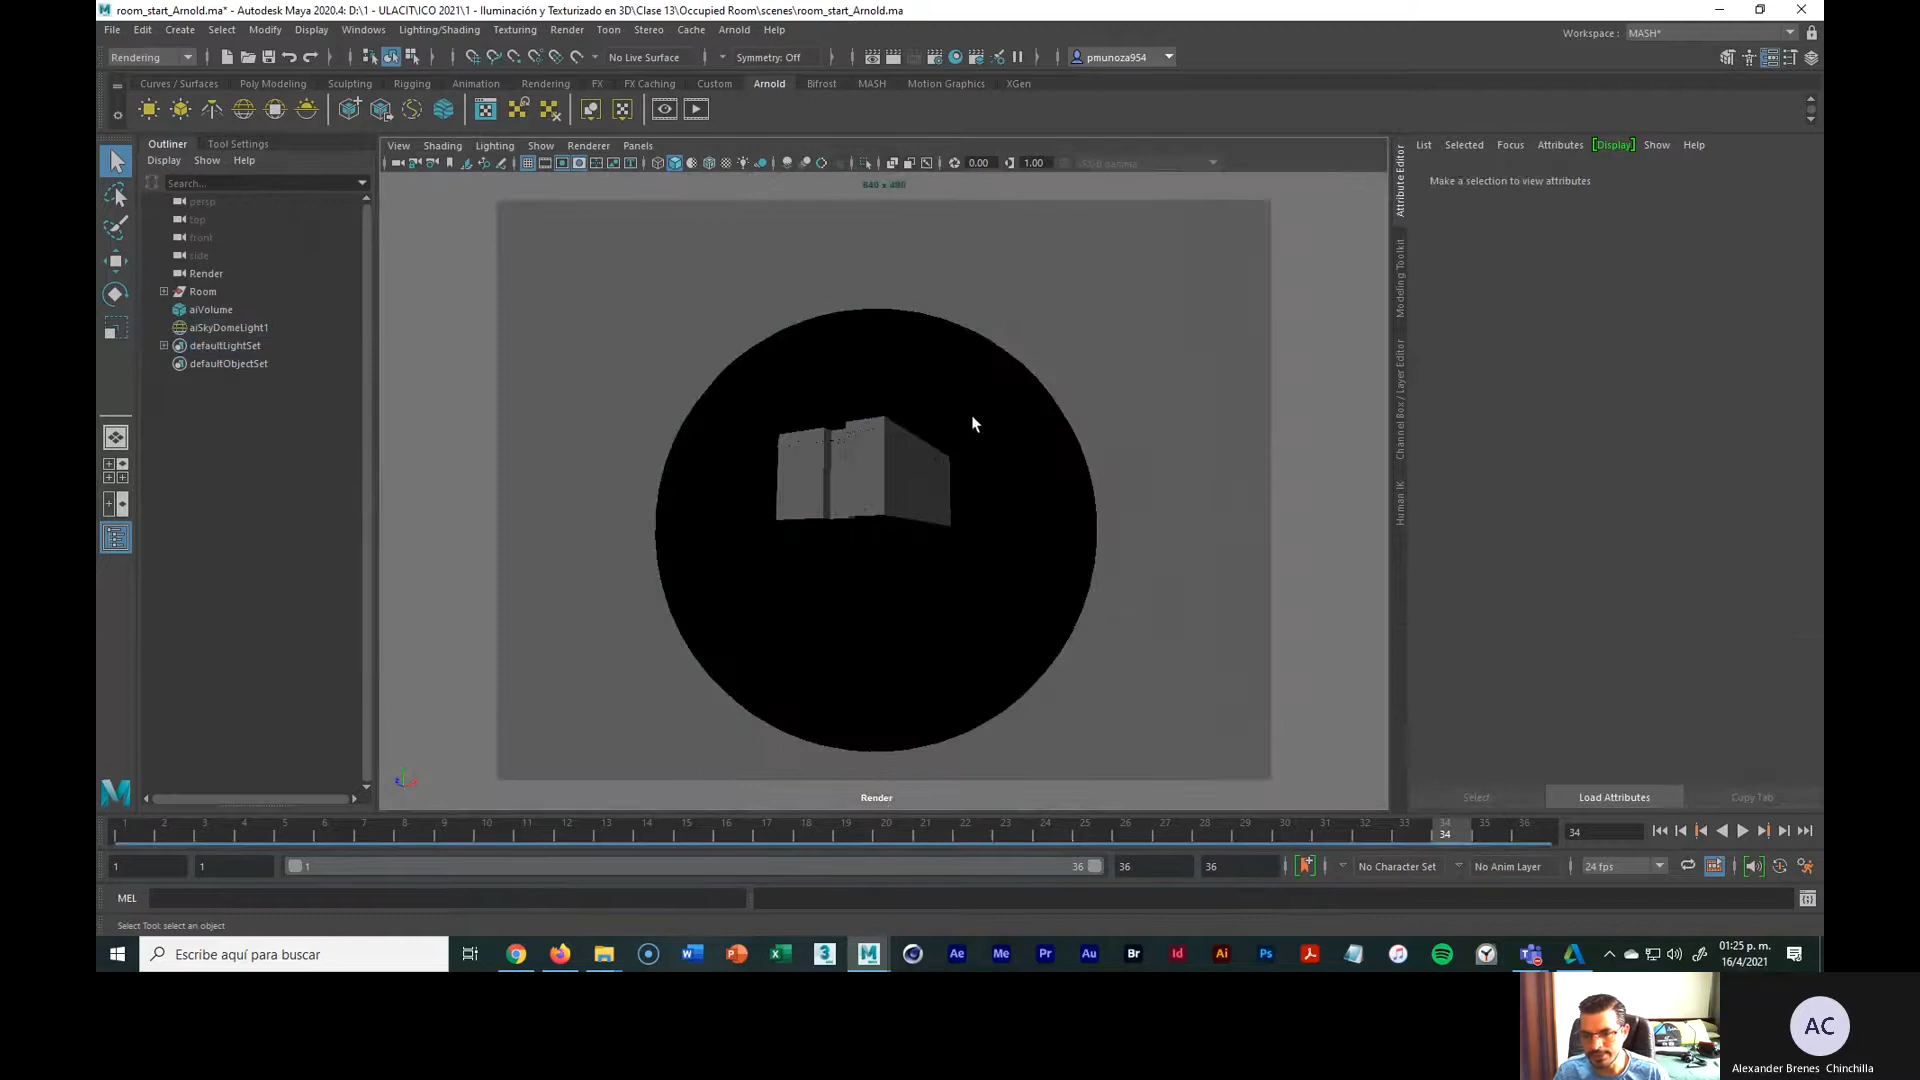 room_start_Arnold.ma* - Autodesk Maya 2020.4: D:\1 - ULACIT\ICO 2021\1 - Iluminación y Texturizado en 3D\Clase 13\Occupied Room\scenes\room_start_Arnold.ma
File Edit Create Select Modify Display Windows Lighting/Shading Texturing Render Toon Stereo Cache Arnold Help
Workspace : MASH*
Rendering No Live Surface Symmetry: Off pmunoza954
Curves / Surfaces Poly Modeling Sculpting Rigging Animation Rendering FX FX Caching Custom Arnold Bifrost MASH Motion Graphics XGen
Outliner Tool Settings
Display Show Help
Search...
persp
top
front
side
Render
Room
aiVolume
aiSkyDomeLight1
defaultLightSet
defaultObjectSet
View Shading Lighting Show Renderer Panels
0.00 1.00
640 x 480
Render
Attribute Editor
Modeling Toolkit
Channel Box / Layer Editor
Human IK
List Selected Focus Attributes [Display] Show Help
Make a selection to view attributes
Select Load Attributes Copy Tab
1 2 3 4 5 6 7 8 9 10 11 12 13 14 15 16 17 18 19 20 21 22 23 24 25 26 27 28 29 30 31 32 33 34 35 36
34
34
1 1 1 36 36 36 No Character Set No Anim Layer 24 fps
MEL
Select Tool: select an object
Escribe aquí para buscar
3 M Ae Me Pr Au Br Id Ai Ps
01:25 p. m.
16/4/2021
AC
Alexander Brenes Chinchilla